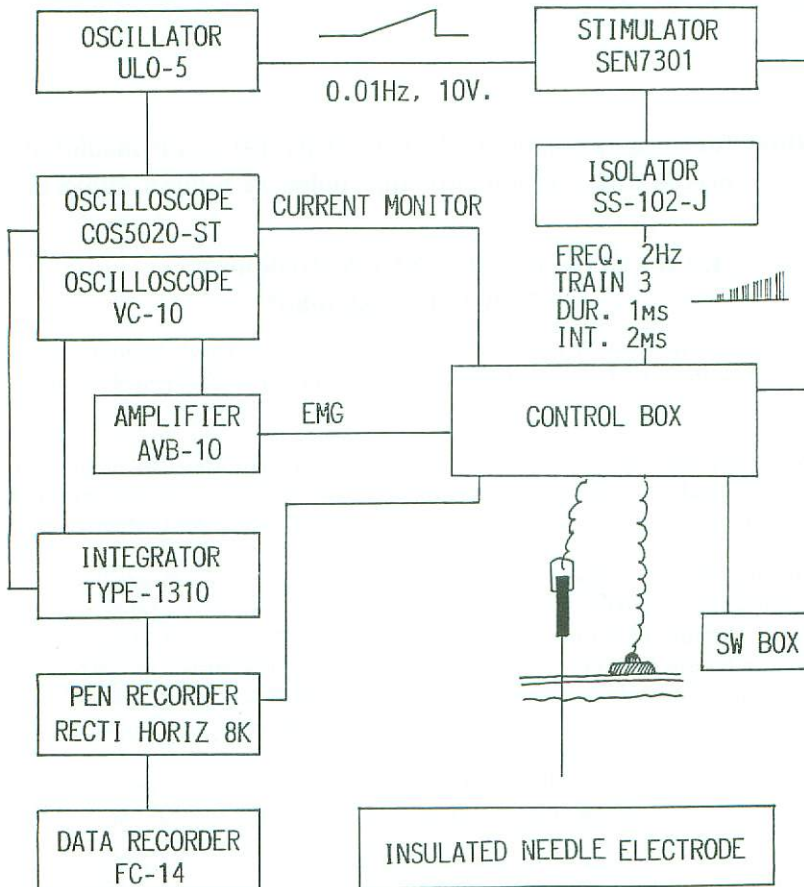 OSCILLATOR
ULO-5
0.01Hz, 10V.
STIMULATOR
SEN7301
ISOLATOR
SS-102-J
OSCILLOSCOPE
COS5020-ST
CURRENT MONITOR
OSCILLOSCOPE
VC-10
FREQ. 2Hz
TRAIN 3
DUR. 1MS
INT. 2MS
AMPLIFIER
AVB-10
EMG
CONTROL BOX
INTEGRATOR
TYPE-1310
SW BOX
PEN RECORDER
RECTI HORIZ 8K
DATA RECORDER
FC-14
INSULATED NEEDLE ELECTRODE